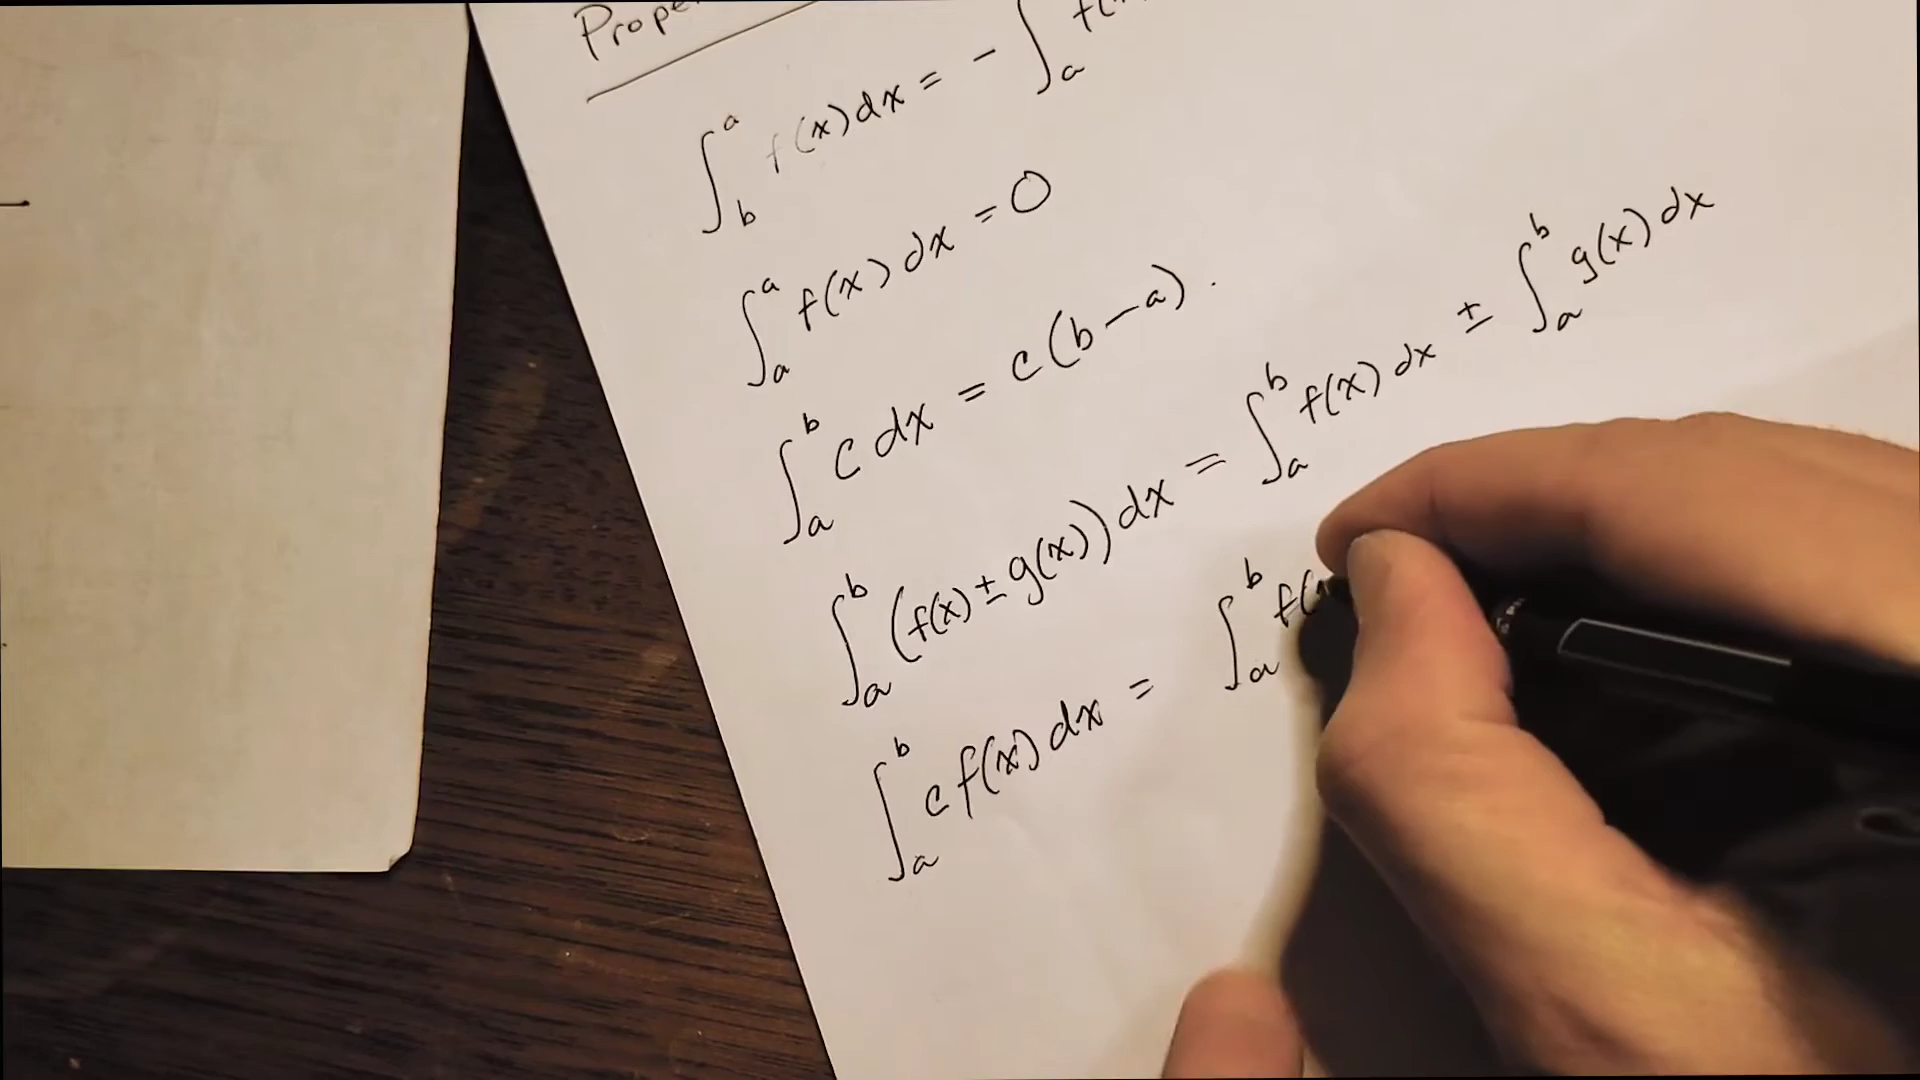 Prope
∫_b^a f(x) dx = - ∫_a f(
∫_a^a f(x) dx = 0
∫_a^b c dx = c(b-a).
∫_a^b (f(x) ± g(x)) dx = ∫_a^b f(x) dx ± ∫_a^b g(x) dx
∫_a^b c f(x) dx = ∫_a^b f(